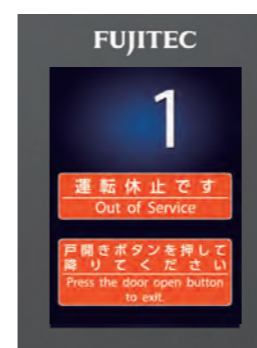 FUJITEC
1
運転休止です
Out of Service
戸開きボタンを押して
降りてください
Press the door open button
to exit.